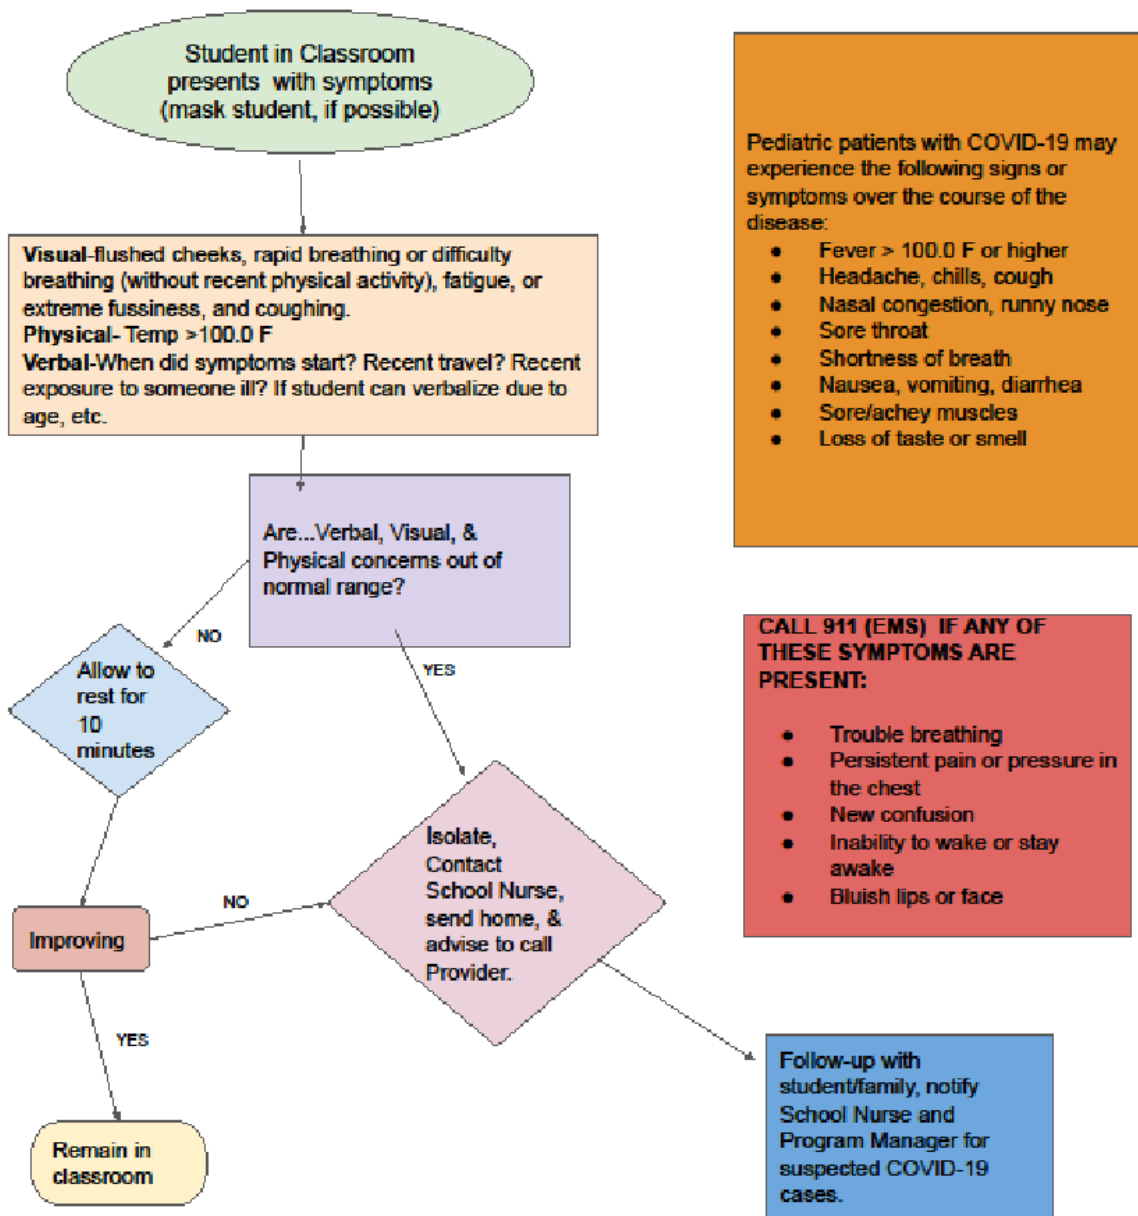 Student in Classroom
presents with symptoms
(mask student, if possible)
Visual-flushed cheeks, rapid breathing or difficulty
breathing (without recent physical activity), fatigue, or
extreme fussiness, and coughing.
Physical- Temp >100.0 F
Verbal-When did symptoms start? Recent travel? Recent
exposure to someone ill? If student can verbalize due to
age, etc.
Are...Verbal, Visual, &
Physical concerns out of
normal range?
NO
YES
Allow to
rest for
10
minutes
Improving
NO
YES
Isolate,
Contact
School Nurse,
send home, &
advise to call
Provider.
Remain in
classroom
Pediatric patients with COVID-19 may
experience the following signs or
symptoms over the course of the
disease:
● Fever > 100.0 F or higher
● Headache, chills, cough
● Nasal congestion, runny nose
● Sore throat
● Shortness of breath
● Nausea, vomiting, diarrhea
● Sore/achey muscles
● Loss of taste or smell
CALL 911 (EMS) IF ANY OF
THESE SYMPTOMS ARE
PRESENT:
● Trouble breathing
● Persistent pain or pressure in
the chest
● New confusion
● Inability to wake or stay
awake
● Bluish lips or face
Follow-up with
student/family, notify
School Nurse and
Program Manager for
suspected COVID-19
cases.